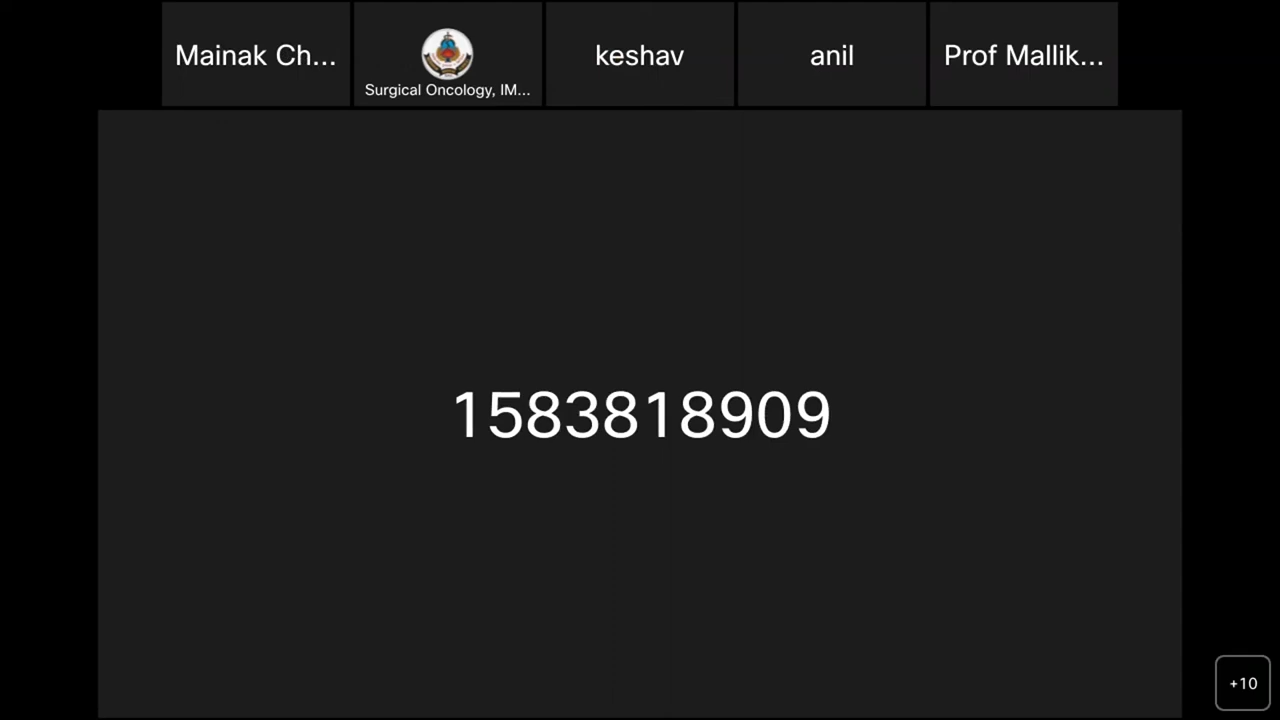 Mainak Ch...
Surgical Oncology, IM...
keshav
anil
Prof Mallik...
1583818909
+10